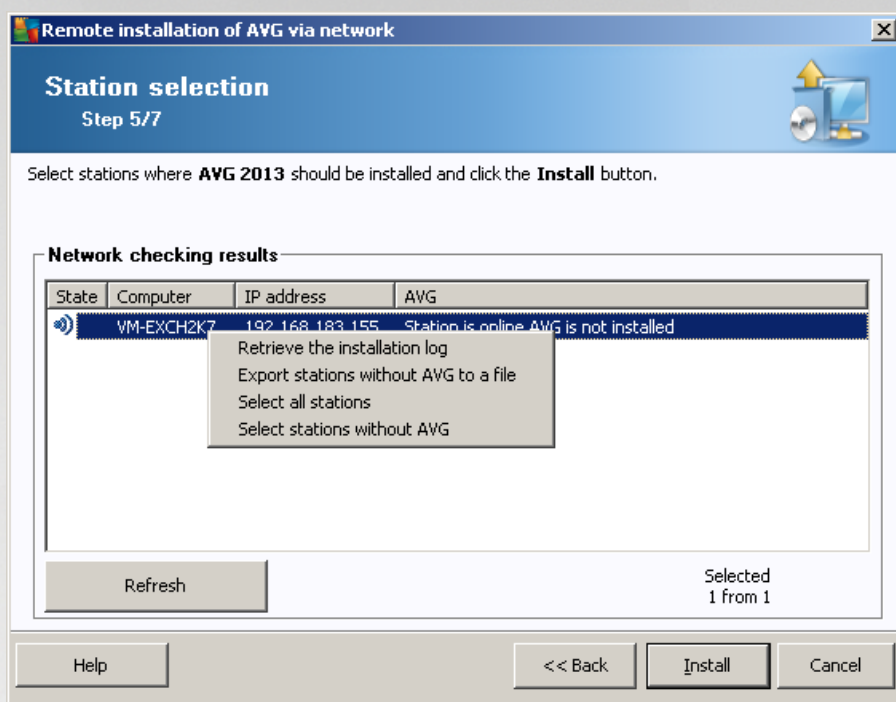 Remote installation of AVG via network
Station selection
Step 5/7
Select stations where AVG 2013 should be installed and click the Install button.
Network checking results
State Computer IP address AVG
VM-EXCH2K7 192.168.183.155 Station is online AVG is not installed
Retrieve the installation log
Export stations without AVG to a file
Select all stations
Select stations without AVG
Refresh
Selected
1 from 1
Help << Back Install Cancel